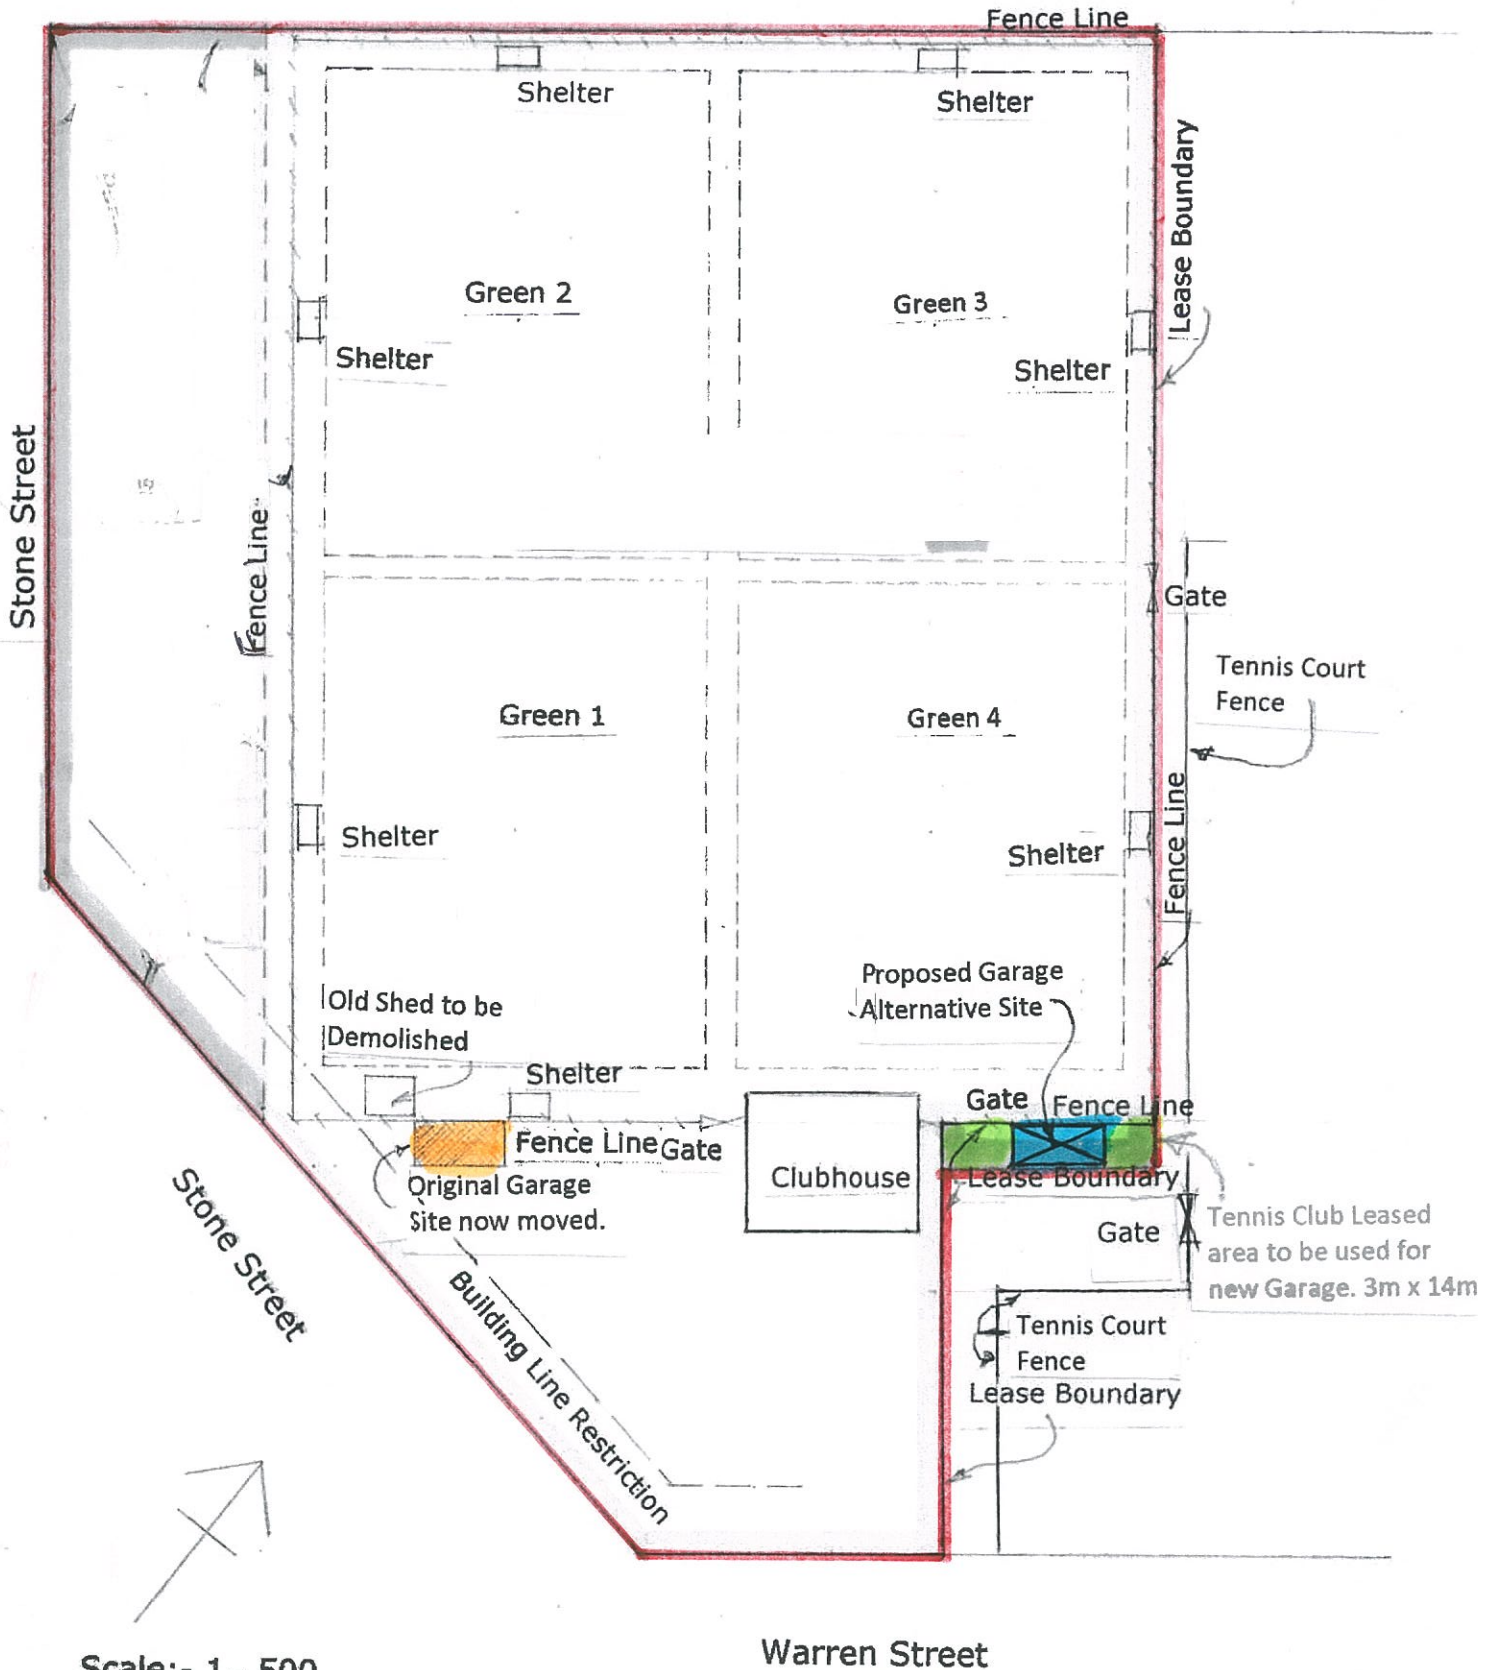 Fence Line
Shelter
Shelter
Lease Boundary
Green 2
Green 3
Shelter
Shelter
Stone Street
Fence Line
Gate
Tennis Court
Fence
Green 1
Green 4
Shelter
Shelter
Fence Line
Proposed Garage
Alternative Site
Old Shed to be
Demolished
Shelter
Gate
Fence Line
Fence Line
Gate
Clubhouse
Lease Boundary
Original Garage
Site now moved.
Stone Street
Gate
Tennis Club Leased
area to be used for
new Garage. 3m x 14m
Building Line Restriction
Tennis Court
Fence
Lease Boundary
Warren Street
Scale:- 1 - 500